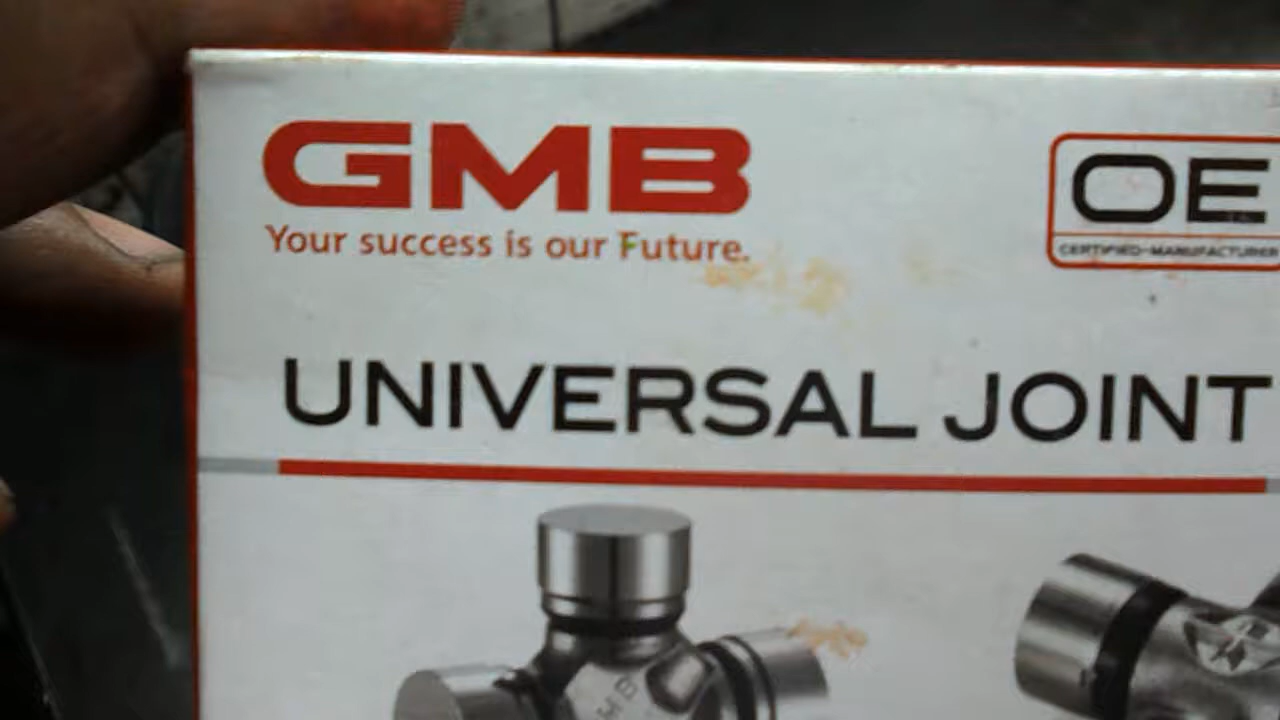 GMB
Your success is our Future.
OE
CERTIFIED-MANUFACTURER
UNIVERSAL JOINT